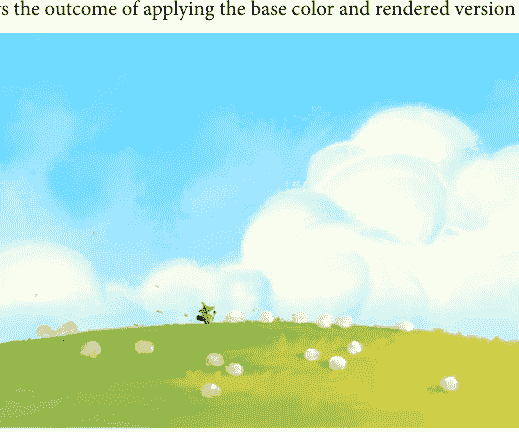 the outcome of applying the base color and rendered version